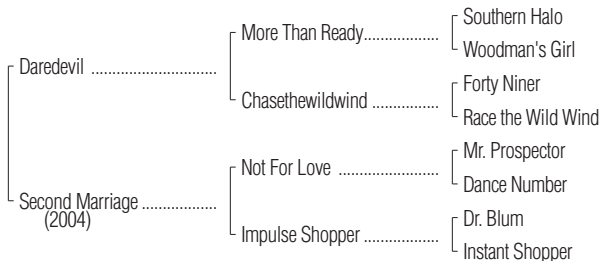 Southern Halo
More Than Ready.................
Woodman's Girl
Daredevil .............................
Forty Niner
Chasethewildwind ...............
Race the Wild Wind
Mr. Prospector
Not For Love .......................
Dance Number
Second Marriage .................
(2004)
Dr. Blum
Impulse Shopper.................
Instant Shopper